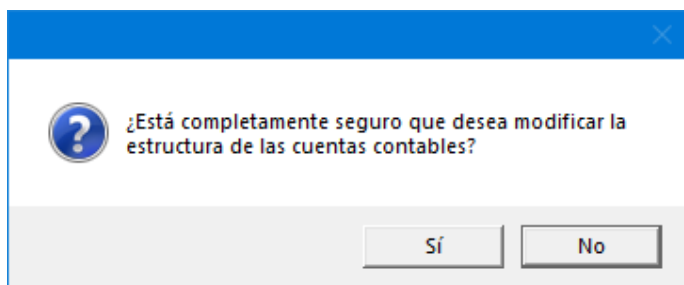 ¿Está completamente seguro que desea modificar la
estructura de las cuentas contables?
Sí
No